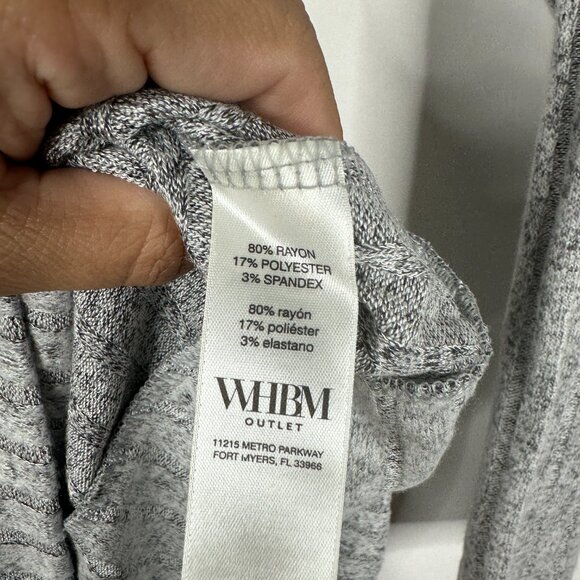 80% RAYON
17% POLYESTER
3% SPANDEX
80% rayón
17% poliéster
3% elastano
WHBM
OUTLET
11215 METRO PARKWAY
FORT MYERS, FL 33966